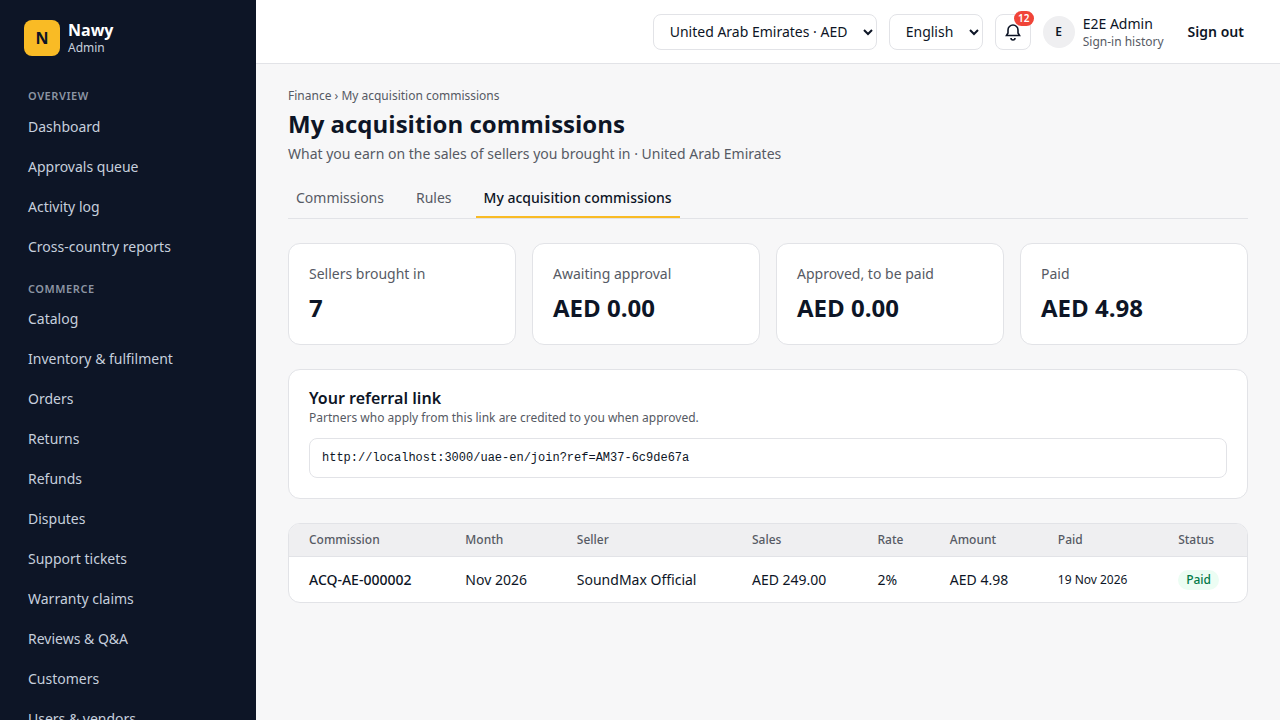 N
Nawy
Admin
United Arab Emirates · AED
English
12
E
E2E Admin
Sign-in history
Sign out
OVERVIEW
Dashboard
Approvals queue
Activity log
Cross-country reports
COMMERCE
Catalog
Inventory & fulfilment
Orders
Returns
Refunds
Disputes
Support tickets
Warranty claims
Reviews & Q&A
Customers
Users & vendors
Finance › My acquisition commissions
My acquisition commissions
What you earn on the sales of sellers you brought in · United Arab Emirates
Commissions Rules My acquisition commissions
Sellers brought in
7
Awaiting approval
AED 0.00
Approved, to be paid
AED 0.00
Paid
AED 4.98
Your referral link
Partners who apply from this link are credited to you when approved.
http://localhost:3000/uae-en/join?ref=AM37-6c9de67a
Commission Month Seller Sales Rate Amount Paid Status
ACQ-AE-000002 Nov 2026 SoundMax Official AED 249.00 2% AED 4.98 19 Nov 2026 Paid